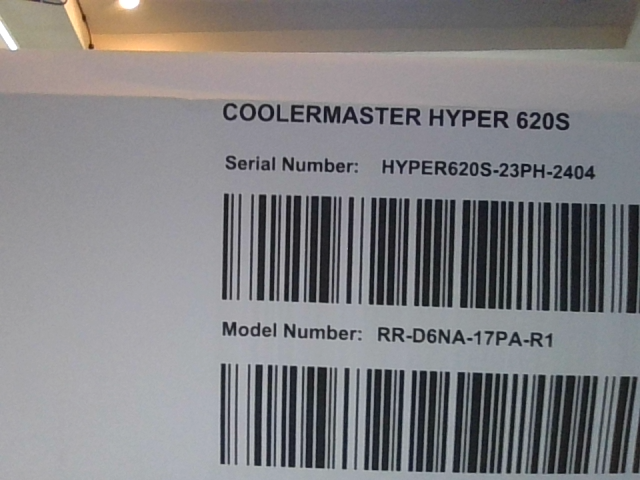 COOLERMASTER HYPER 620S
Serial Number: HYPER620S-23PH-2404
Model Number: RR-D6NA-17PA-R1